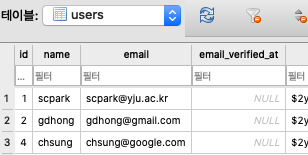 테이블: users
id name email email_verified_at
... 필터 필터 필터 필터
1 1 scpark scpark@yju.ac.kr NULL $2y
2 2 gdhong gdhong@gmail.com NULL $2y
3 4 chsung chsung@google.com NULL $2y